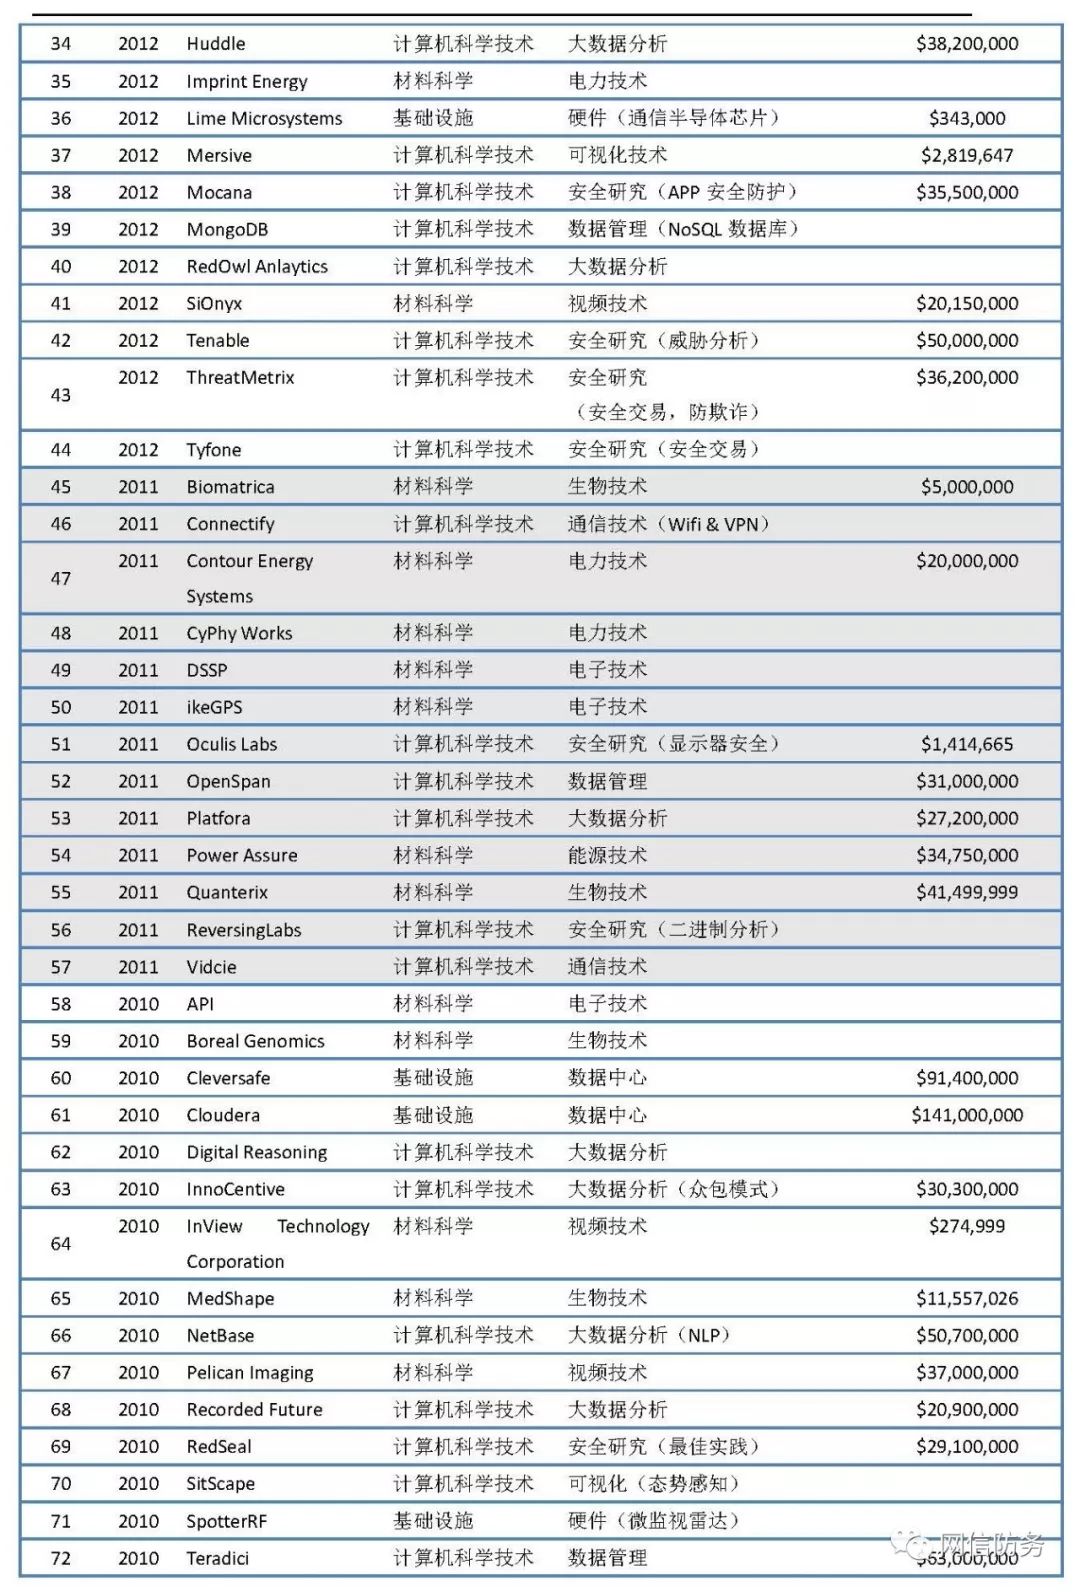 34 2012 Huddle 计算机科学技术 大数据分析 $38,200,000
35 2012 Imprint Energy 材料科学 电力技术
36 2012 Lime Microsystems 基础设施 硬件（通信半导体芯片） $343,000
37 2012 Mersive 计算机科学技术 可视化技术 $2,819,647
38 2012 Mocana 计算机科学技术 安全研究（APP 安全防护） $35,500,000
39 2012 MongoDB 计算机科学技术 数据管理（NoSQL 数据库）
40 2012 RedOwl Anlaytics 计算机科学技术 大数据分析
41 2012 SiOnyx 材料科学 视频技术 $20,150,000
42 2012 Tenable 计算机科学技术 安全研究（威胁分析） $50,000,000
43 2012 ThreatMetrix 计算机科学技术 安全研究 $36,200,000
（安全交易，防欺诈）
44 2012 Tyfone 计算机科学技术 安全研究（安全交易）
45 2011 Biomatrica 材料科学 生物技术 $5,000,000
46 2011 Connectify 计算机科学技术 通信技术（Wifi & VPN）
47 2011 Contour Energy 材料科学 电力技术 $20,000,000
Systems
48 2011 CyPhy Works 材料科学 电力技术
49 2011 DSSP 材料科学 电子技术
50 2011 ikeGPS 材料科学 电子技术
51 2011 Oculis Labs 计算机科学技术 安全研究（显示器安全） $1,414,665
52 2011 OpenSpan 计算机科学技术 数据管理 $31,000,000
53 2011 Platfora 计算机科学技术 大数据分析 $27,200,000
54 2011 Power Assure 材料科学 能源技术 $34,750,000
55 2011 Quanterix 材料科学 生物技术 $41,499,999
56 2011 ReversingLabs 计算机科学技术 安全研究（二进制分析）
57 2011 Vidcie 计算机科学技术 通信技术
58 2010 API 材料科学 电子技术
59 2010 Boreal Genomics 材料科学 生物技术
60 2010 Cleversafe 基础设施 数据中心 $91,400,000
61 2010 Cloudera 基础设施 数据中心 $141,000,000
62 2010 Digital Reasoning 计算机科学技术 大数据分析
63 2010 InnoCentive 计算机科学技术 大数据分析（众包模式） $30,300,000
64 2010 InView Technology 材料科学 视频技术 $274,999
Corporation
65 2010 MedShape 材料科学 生物技术 $11,557,026
66 2010 NetBase 计算机科学技术 大数据分析（NLP） $50,700,000
67 2010 Pelican Imaging 材料科学 视频技术 $37,000,000
68 2010 Recorded Future 计算机科学技术 大数据分析 $20,900,000
69 2010 RedSeal 计算机科学技术 安全研究（最佳实践） $29,100,000
70 2010 SitScape 计算机科学技术 可视化（态势感知）
71 2010 SpotterRF 基础设施 硬件（微监视雷达）
72 2010 Teradici 计算机科学技术 数据管理 $63,000,000
网信防务